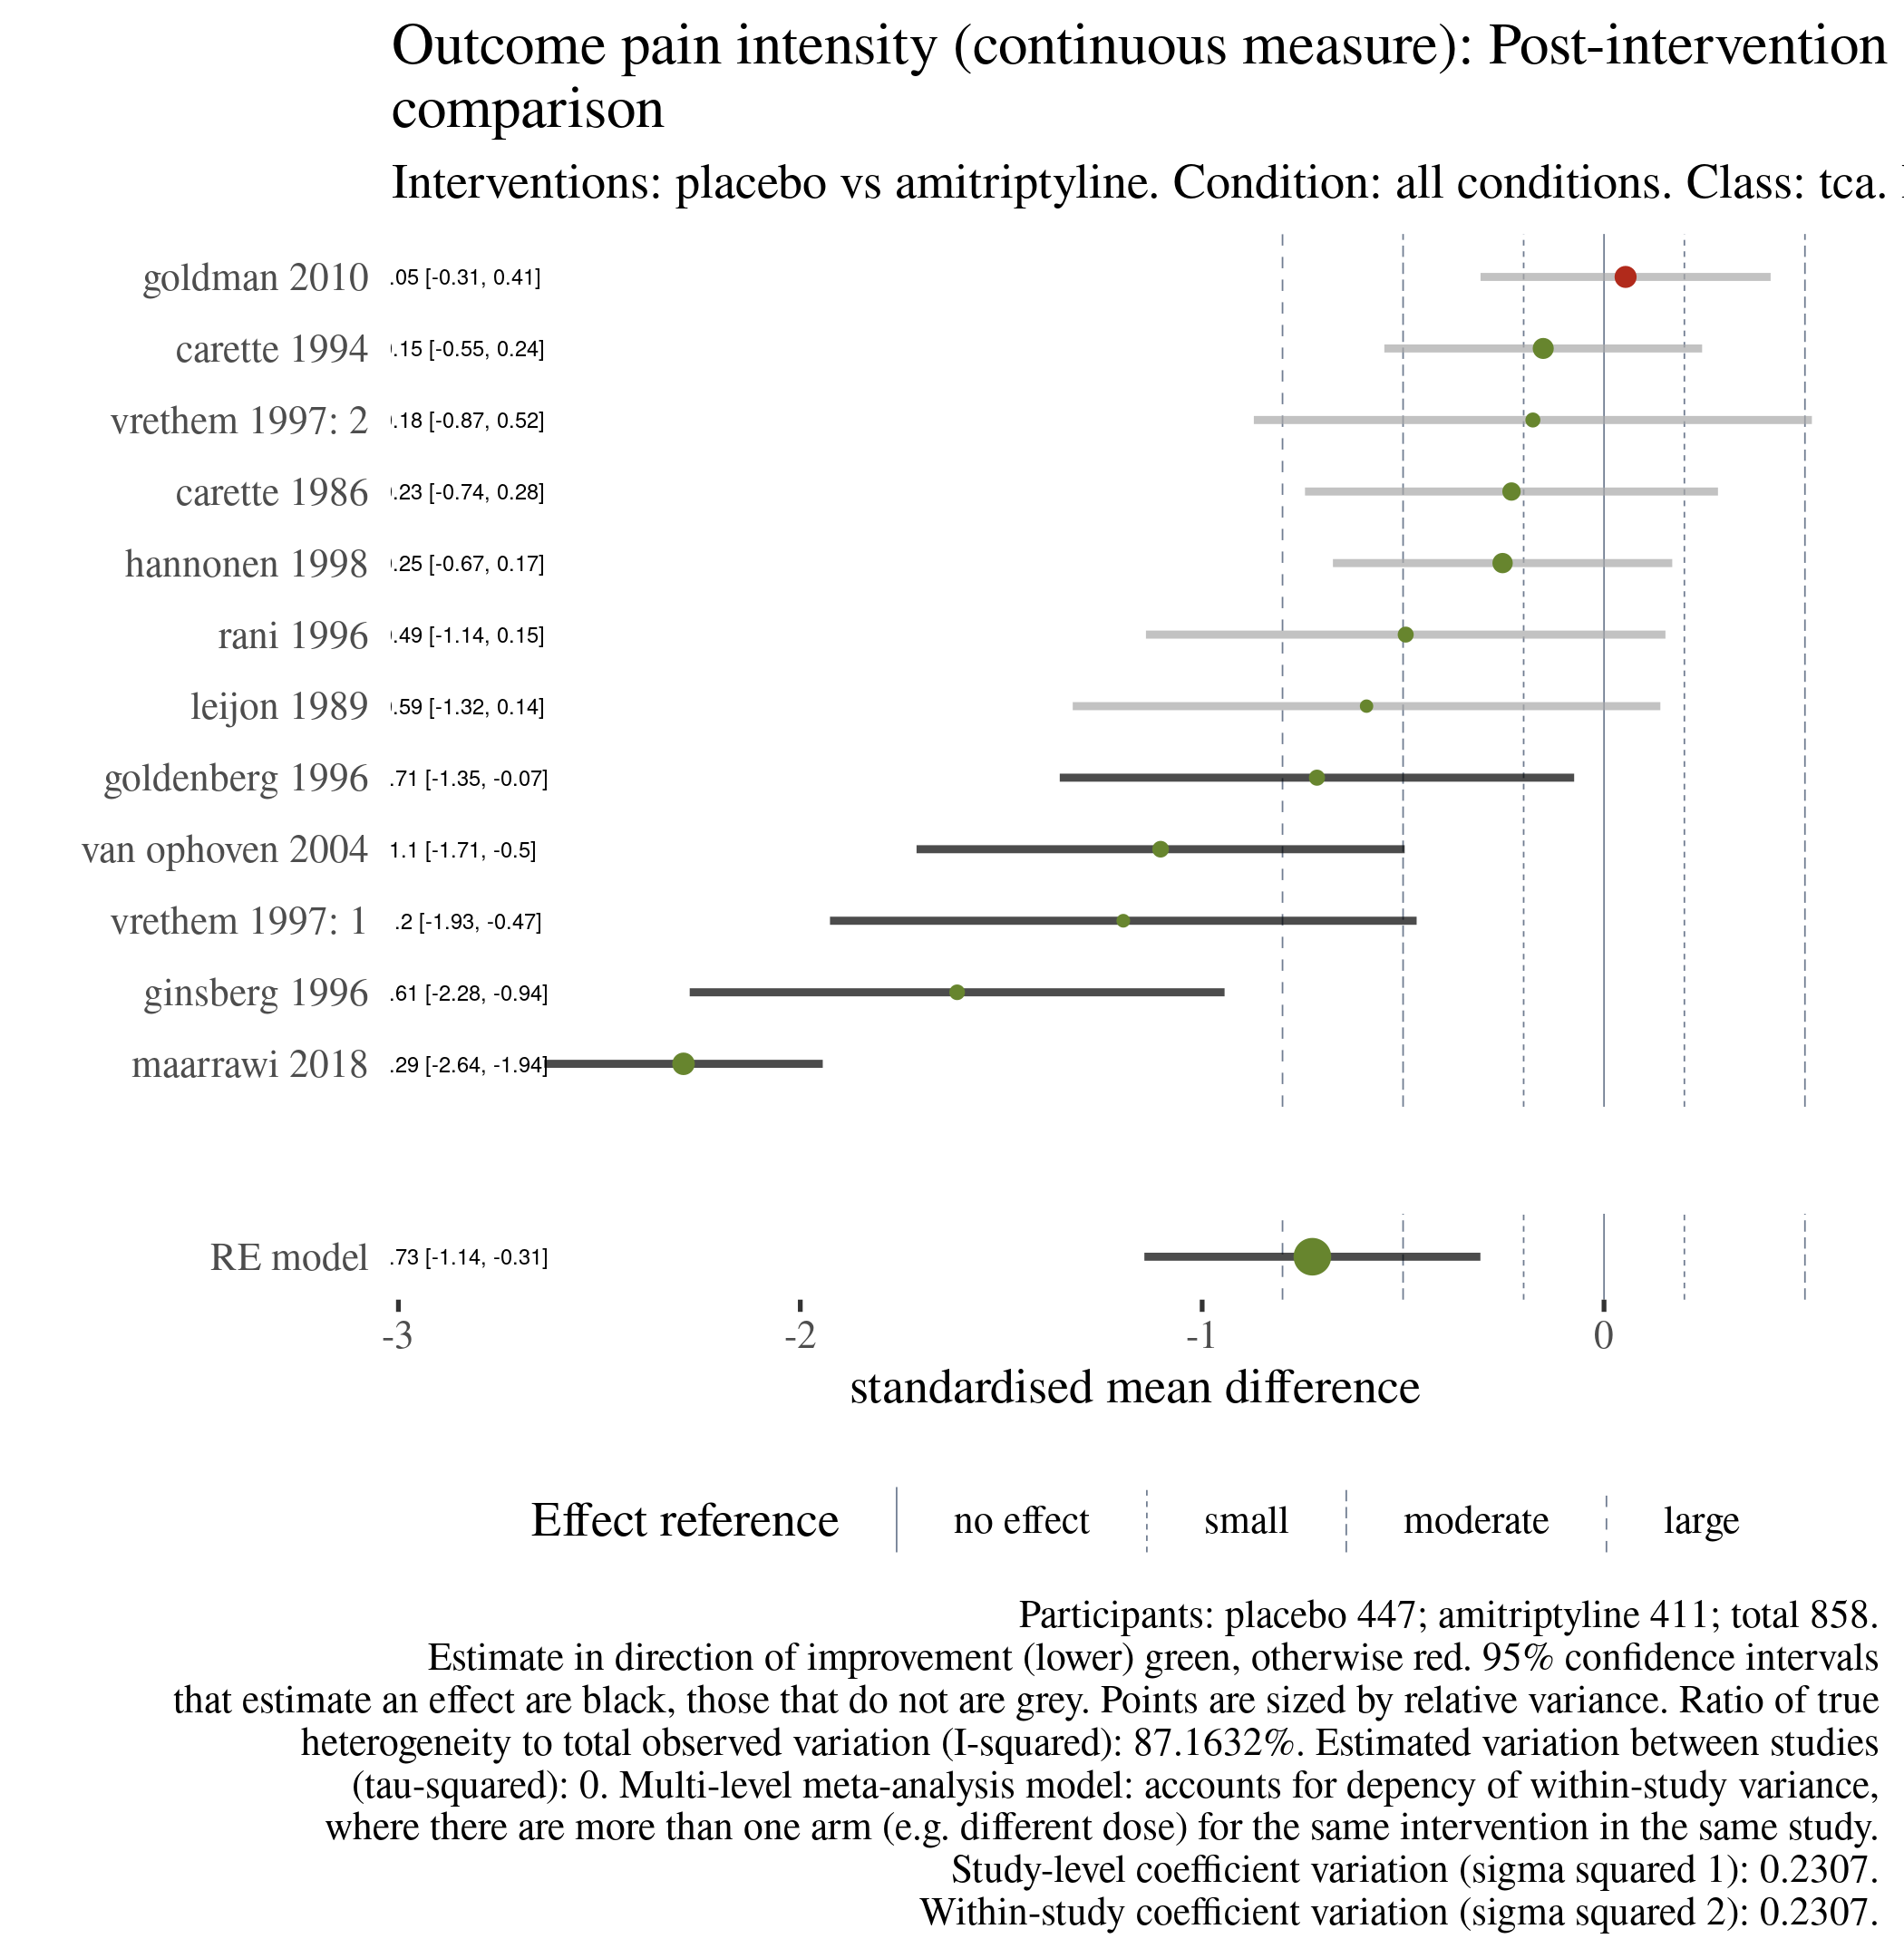 Outcome pain intensity (continuous measure): Post-intervention
comparison
Interventions: placebo vs amitriptyline. Condition: all conditions. Class: tca.
goldman 2010 .05 [-0.31, 0.41]
carette 1994 .15 [-0.55, 0.24]
vrethem 1997: 2 .18 [-0.87, 0.52]
carette 1986 .23 [-0.74, 0.28]
hannonen 1998 .25 [-0.67, 0.17]
rani 1996 .49 [-1.14, 0.15]
leijon 1989 .59 [-1.32, 0.14]
goldenberg 1996 .71 [-1.35, -0.07]
van ophoven 2004 1.1 [-1.71, -0.5]
vrethem 1997: 1 .2 [-1.93, -0.47]
ginsberg 1996 .61 [-2.28, -0.94]
maarrawi 2018 .29 [-2.64, -1.94]
RE model .73 [-1.14, -0.31]
-3 -2 -1 0
standardised mean difference
Effect reference no effect small moderate large
Participants: placebo 447; amitriptyline 411; total 858.
Estimate in direction of improvement (lower) green, otherwise red. 95% confidence intervals
that estimate an effect are black, those that do not are grey. Points are sized by relative variance. Ratio of true
heterogeneity to total observed variation (I-squared): 87.1632%. Estimated variation between studies
(tau-squared): 0. Multi-level meta-analysis model: accounts for depency of within-study variance,
where there are more than one arm (e.g. different dose) for the same intervention in the same study.
Study-level coefficient variation (sigma squared 1): 0.2307.
Within-study coefficient variation (sigma squared 2): 0.2307.